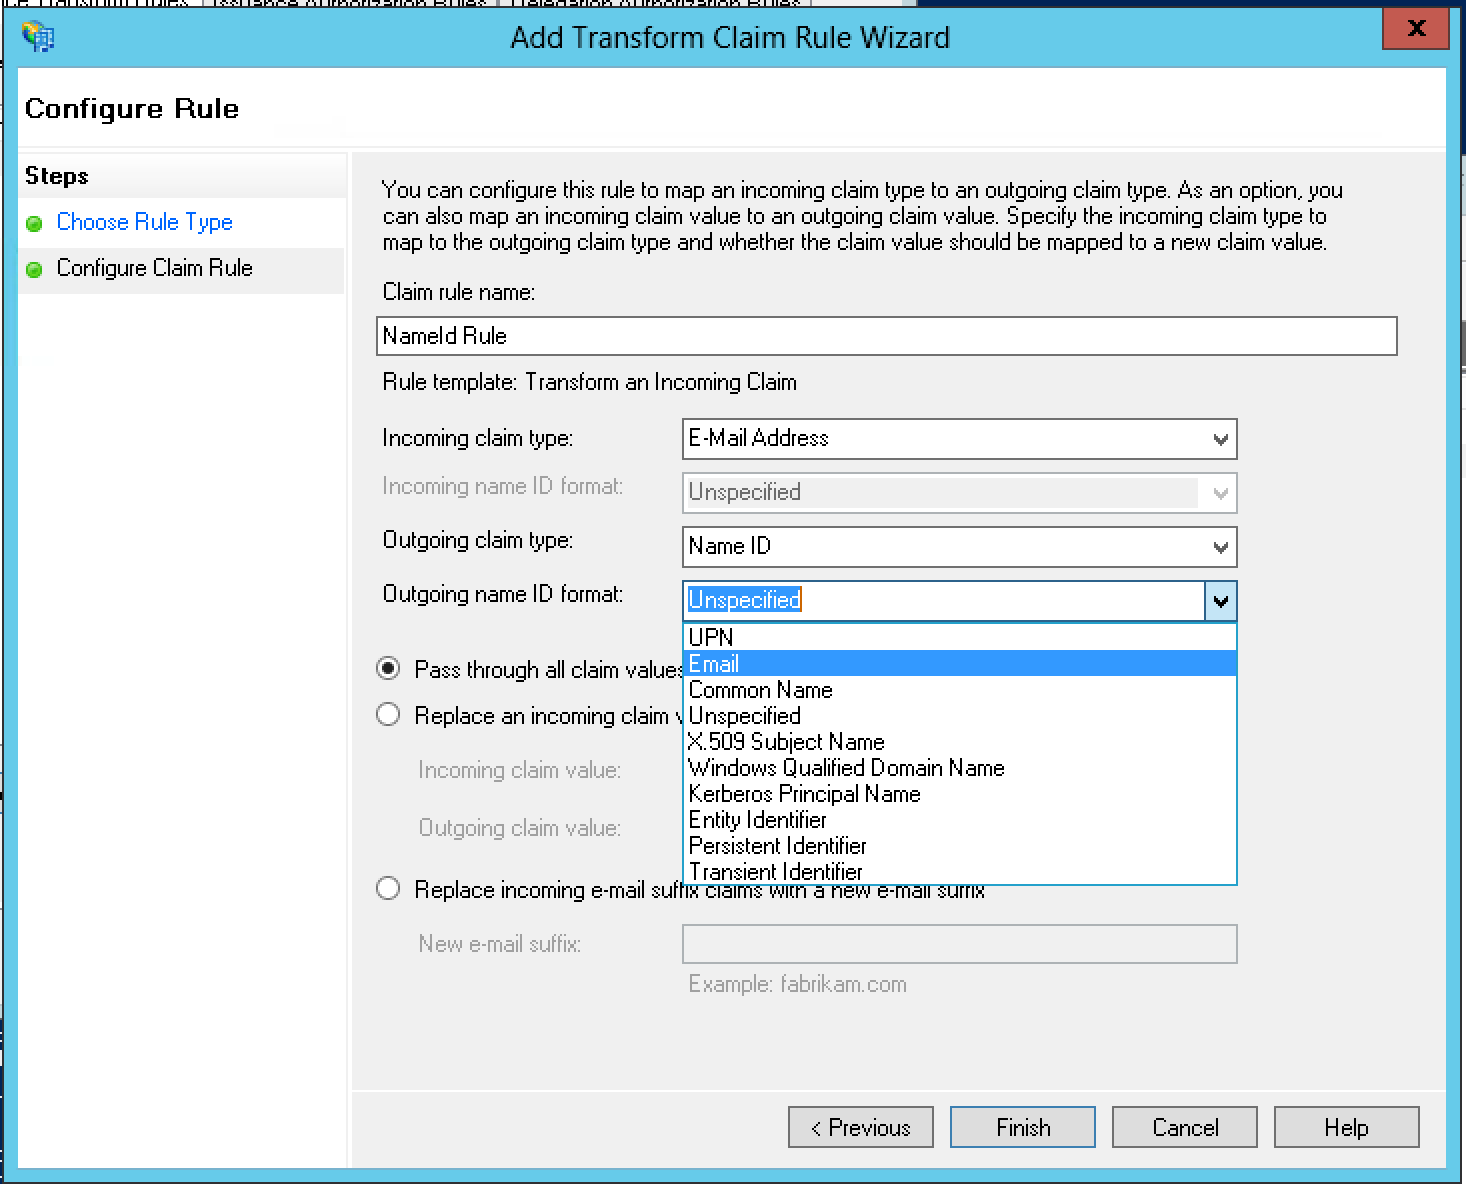 Issuance Authorization Rules
Delegation Authorization Rules
Add Transform Claim Rule Wizard
X
Configure Rule
Steps
Choose Rule Type
Configure Claim Rule
You can configure this rule to map an incoming claim type to an outgoing claim type. As an option, you
can also map an incoming claim value to an outgoing claim value. Specify the incoming claim type to
map to the outgoing claim type and whether the claim value should be mapped to a new claim value.
Claim rule name:
NameId Rule
Rule template: Transform an Incoming Claim
Incoming claim type:
E-Mail Address
Incoming name ID format:
Unspecified
Outgoing claim type:
Name ID
Outgoing name ID format:
Unspecified
UPN
Email
Common Name
Unspecified
X.509 Subject Name
Windows Qualified Domain Name
Kerberos Principal Name
Entity Identifier
Persistent Identifier
Transient Identifier
Pass through all claim values
Replace an incoming claim
Incoming claim value:
Outgoing claim value:
Replace incoming e-mail suffix claims with a new e-mail suffix
New e-mail suffix:
Example: fabrikam.com
< Previous
Finish
Cancel
Help